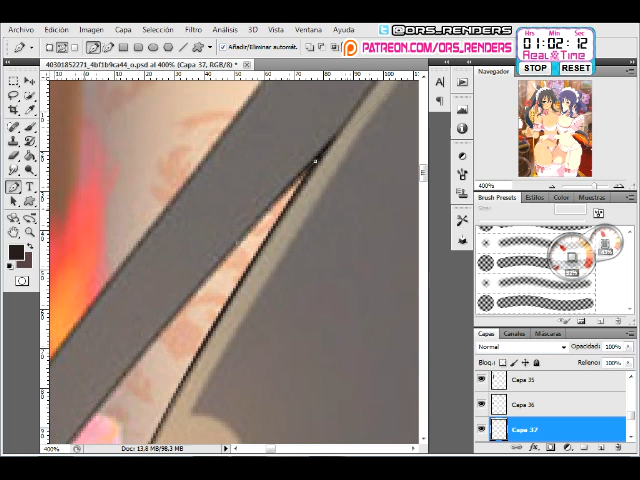 @ORS_RENDERS
Archivo Edición Imagen Capa Selección Filtro Análisis 3D Vista Ventana
PATREON.COM/ORS_RENDERS
Hrs Min Sec
01:02:12
Real&Time
STOP RESET
Añadir/Eliminar automát.
40301852271_4bf1b9ca44_o.psd al 400% (Capa 37, RGB/8) *
Navegador
400%
Brush Presets Estilos Color Muestras
Capas Canales Máscaras
Normal Opacidad: 100%
Bloq.: Relleno: 100%
Capa 35
Capa 36
Capa 37
400% Doc: 13,8 MB/98,3 MB